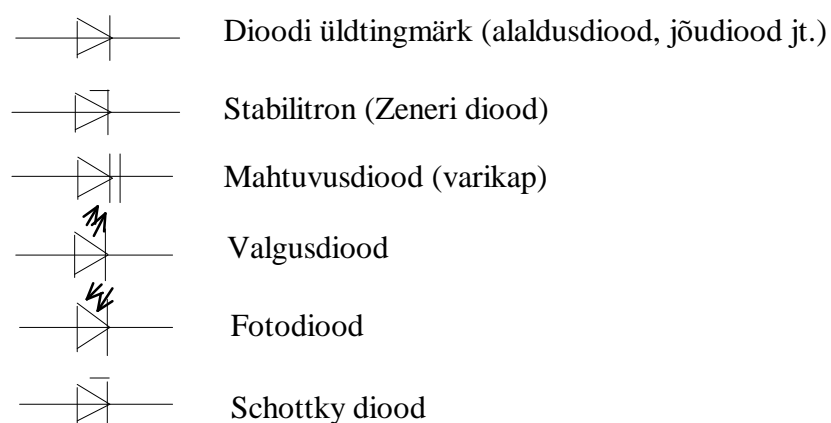 Dioodi üldtingmärk (alaldusdiood, jõudiood jt.)
Stabilitron (Zeneri diood)
Mahtuvusdiood (varikap)
Valgusdiood
Fotodiood
Schottky diood